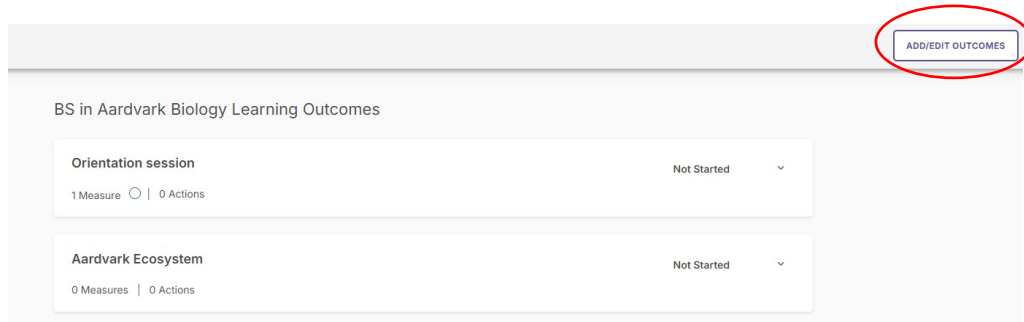 ADD/EDIT OUTCOMES
BS in Aardvark Biology Learning Outcomes
Orientation session
Not Started
1 Measure | 0 Actions
Aardvark Ecosystem
Not Started
0 Measures | 0 Actions